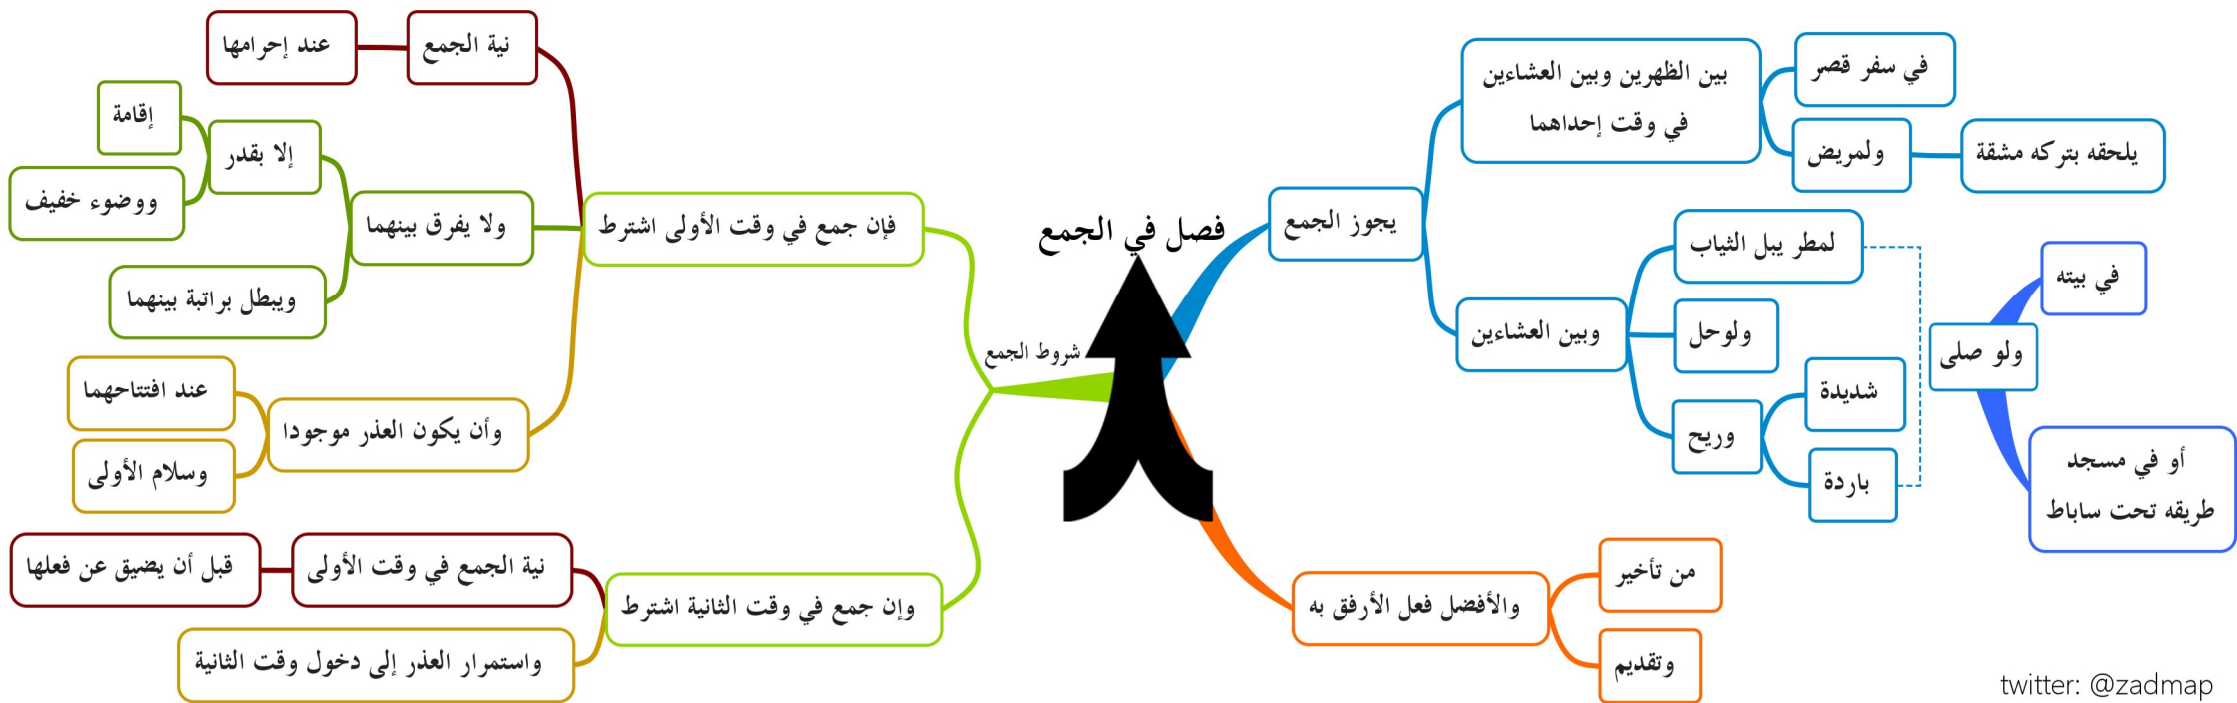 فصل في الجمع
يجوز الجمع
بين الظهرين وبين العشاءين
في وقت إحداهما
في سفر قصر
ولمريض
يلحقه بتركه مشقة
وبين العشاءين
لمطر يبل الثياب
ولوحل
وريح
شديدة
باردة
ولو صلى
في بيته
أو في مسجد
طريقه تحت ساباط
والأفضل فعل الأرفق به
من تأخير
وتقديم
شروط الجمع
فإن جمع في وقت الأولى اشترط
نية الجمع
عند إحرامها
ولا يفرق بينهما
إلا بقدر
إقامة
ووضوء خفيف
ويبطل براتبة بينهما
وأن يكون العذر موجودا
عند افتتاحهما
وسلام الأولى
وإن جمع في وقت الثانية اشترط
نية الجمع في وقت الأولى
قبل أن يضيق عن فعلها
واستمرار العذر إلى دخول وقت الثانية
twitter: @zadmap